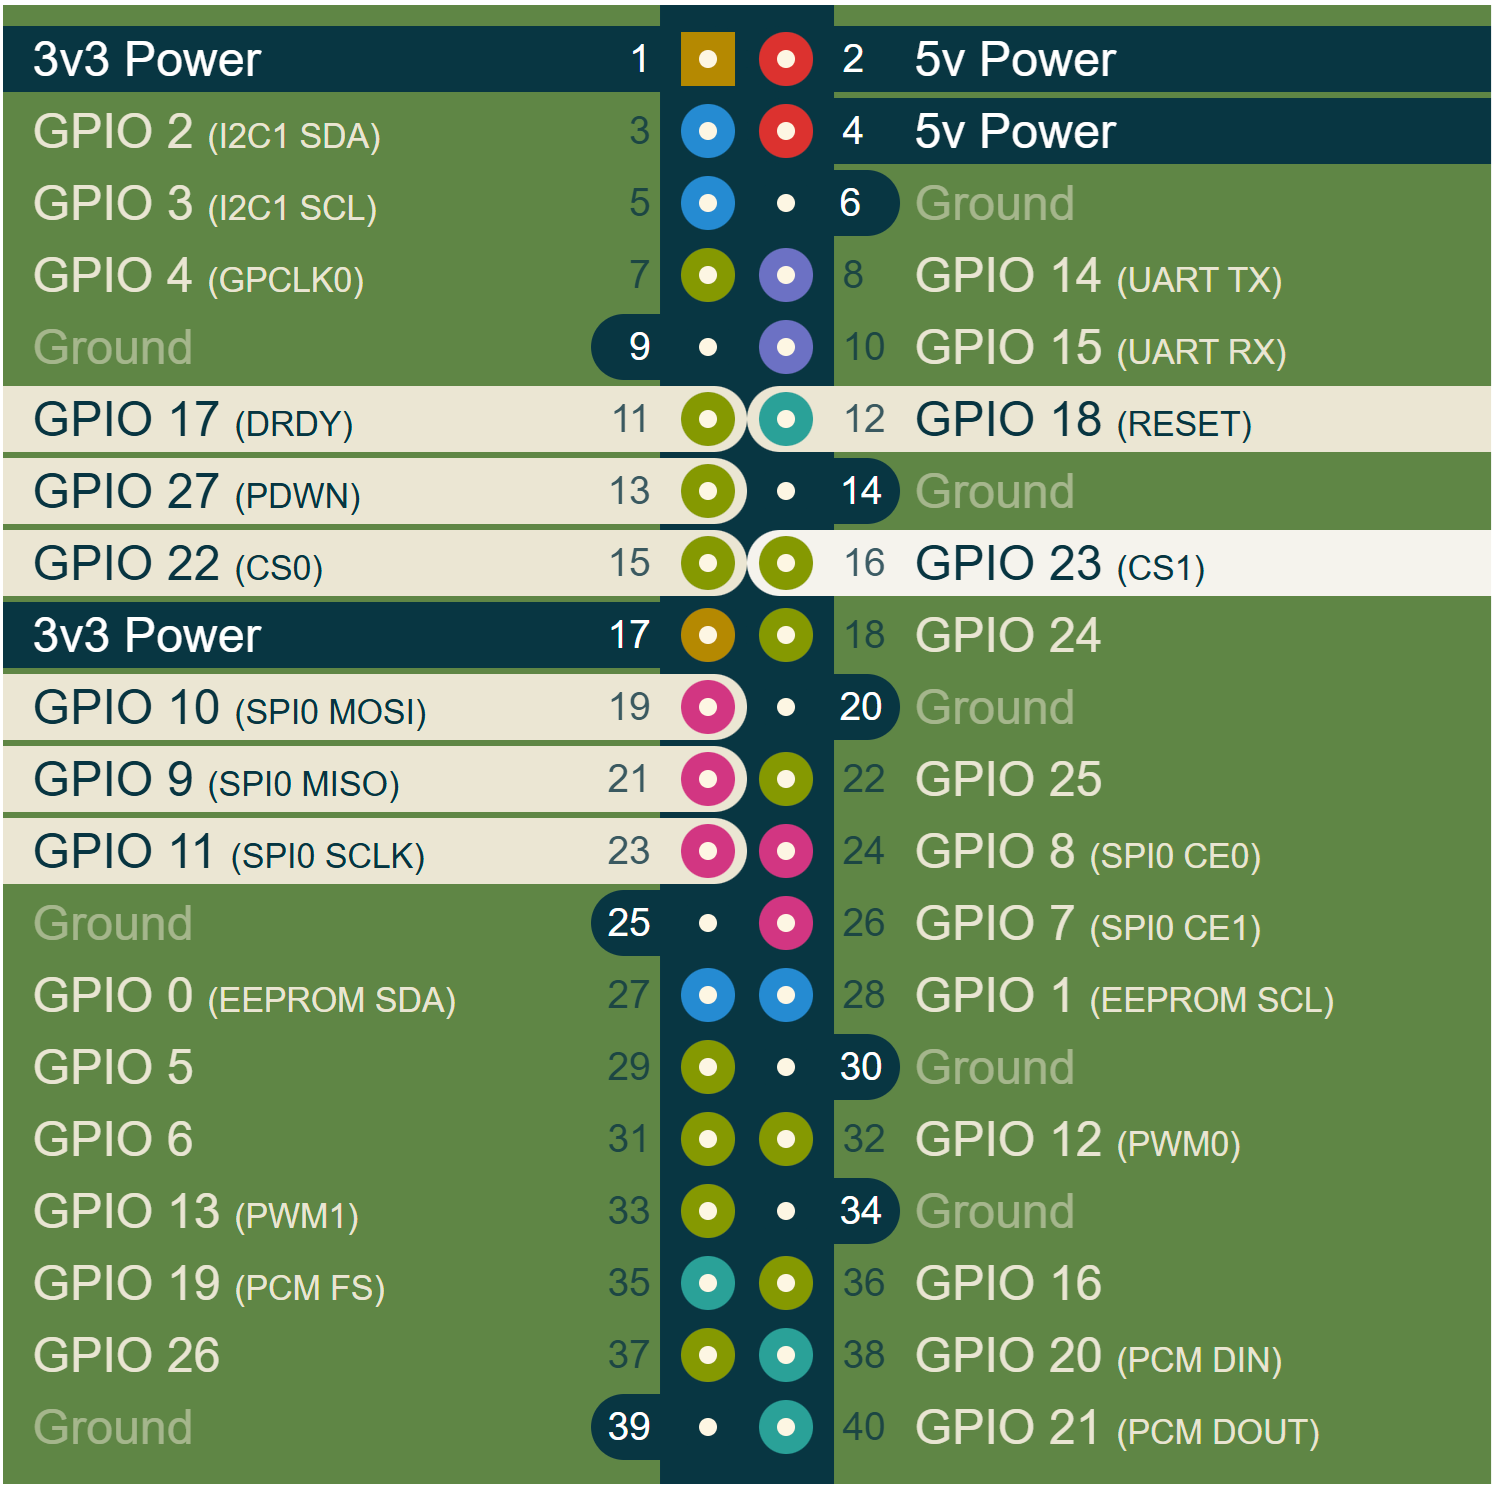 3v3 Power 1 2 5v Power
GPIO 2 (I2C1 SDA) 3 4 5v Power
GPIO 3 (I2C1 SCL) 5 6 Ground
GPIO 4 (GPCLK0) 7 8 GPIO 14 (UART TX)
Ground 9 10 GPIO 15 (UART RX)
GPIO 17 (DRDY) 11 12 GPIO 18 (RESET)
GPIO 27 (PDWN) 13 14 Ground
GPIO 22 (CS0) 15 16 GPIO 23 (CS1)
3v3 Power 17 18 GPIO 24
GPIO 10 (SPI0 MOSI) 19 20 Ground
GPIO 9 (SPI0 MISO) 21 22 GPIO 25
GPIO 11 (SPI0 SCLK) 23 24 GPIO 8 (SPI0 CE0)
Ground 25 26 GPIO 7 (SPI0 CE1)
GPIO 0 (EEPROM SDA) 27 28 GPIO 1 (EEPROM SCL)
GPIO 5 29 30 Ground
GPIO 6 31 32 GPIO 12 (PWM0)
GPIO 13 (PWM1) 33 34 Ground
GPIO 19 (PCM FS) 35 36 GPIO 16
GPIO 26 37 38 GPIO 20 (PCM DIN)
Ground 39 40 GPIO 21 (PCM DOUT)